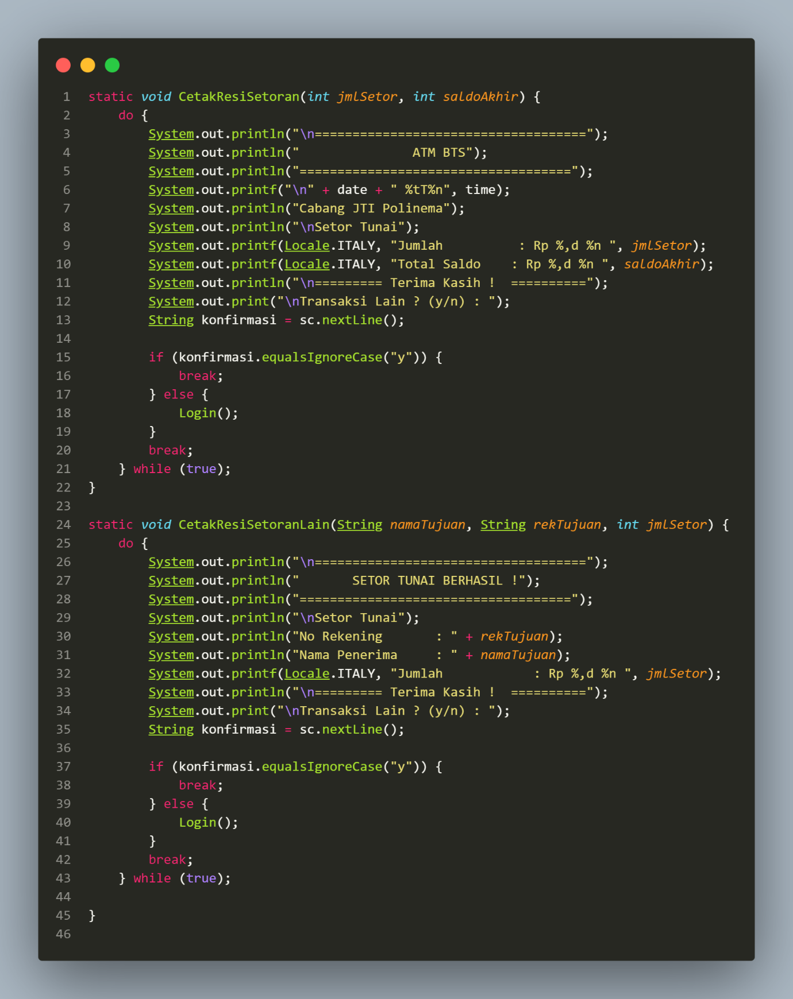 1 static void CetakResiSetoran(int jmlSetor, int saldoAkhir) {
2     do {
3         System.out.println("\n====================================");
4         System.out.println("               ATM BTS");
5         System.out.println("====================================");
6         System.out.printf("\n" + date + " %tT%n", time);
7         System.out.println("Cabang JTI Polinema");
8         System.out.println("\nSetor Tunai");
9         System.out.printf(Locale.ITALY, "Jumlah          : Rp %,d %n ", jmlSetor);
10         System.out.printf(Locale.ITALY, "Total Saldo    : Rp %,d %n ", saldoAkhir);
11         System.out.println("\n========= Terima Kasih !  ==========");
12         System.out.print("\nTransaksi Lain ? (y/n) : ");
13         String konfirmasi = sc.nextLine();
14
15         if (konfirmasi.equalsIgnoreCase("y")) {
16             break;
17         } else {
18             Login();
19         }
20         break;
21     } while (true);
22 }
23
24 static void CetakResiSetoranLain(String namaTujuan, String rekTujuan, int jmlSetor) {
25     do {
26         System.out.println("\n====================================");
27         System.out.println("       SETOR TUNAI BERHASIL !");
28         System.out.println("====================================");
29         System.out.println("\nSetor Tunai");
30         System.out.println("No Rekening       : " + rekTujuan);
31         System.out.println("Nama Penerima     : " + namaTujuan);
32         System.out.printf(Locale.ITALY, "Jumlah            : Rp %,d %n ", jmlSetor);
33         System.out.println("\n========= Terima Kasih !  ==========");
34         System.out.print("\nTransaksi Lain ? (y/n) : ");
35         String konfirmasi = sc.nextLine();
36
37         if (konfirmasi.equalsIgnoreCase("y")) {
38             break;
39         } else {
40             Login();
41         }
42         break;
43     } while (true);
44
45 }
46